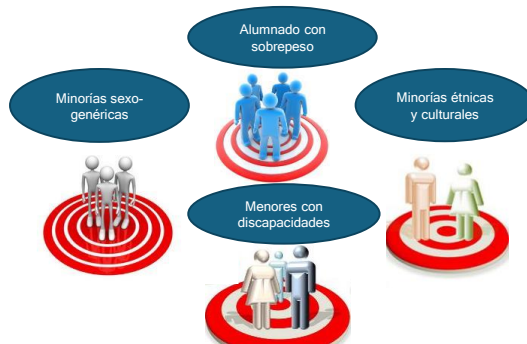 Alumnado con
sobrepeso
Minorías sexo-
genéricas
Minorías étnicas
y culturales
Menores con
discapacidades